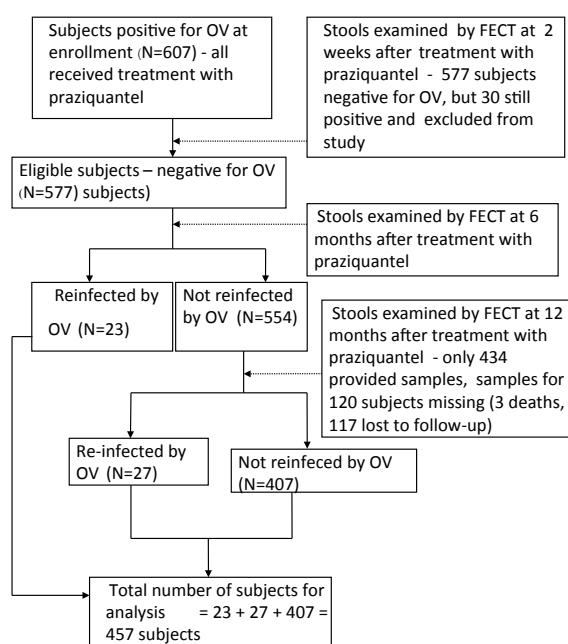 Subjects positive for OV at
enrollment (N=607) - all
received treatment with
praziquantel
Stools examined by FECT at 2
weeks after treatment with
praziquantel - 577 subjects
negative for OV, but 30 still
positive and excluded from
study
Eligible subjects – negative for OV
(N=577) subjects)
Stools examined by FECT at 6
months after treatment with
praziquantel
Reinfected by
OV (N=23)
Not reinfected
by OV (N=554)
Stools examined by FECT at 12
months after treatment with
praziquantel - only 434
provided samples, samples for
120 subjects missing (3 deaths,
117 lost to follow-up)
Re-infected by
OV (N=27)
Not reinfeced by OV
(N=407)
Total number of subjects for
analysis = 23 + 27 + 407 =
457 subjects